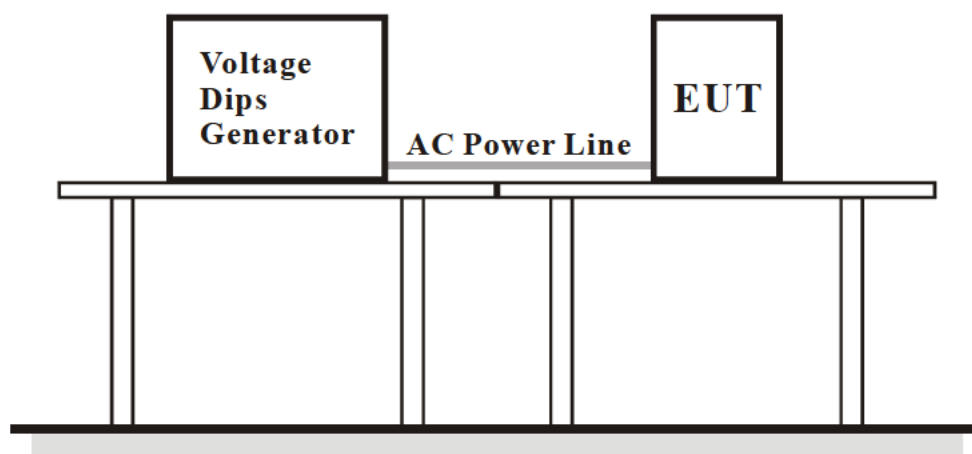 Voltage
Dips
Generator
AC Power Line
EUT